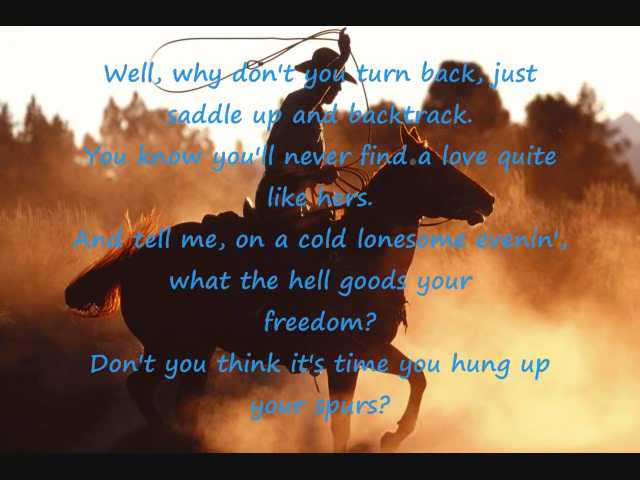 Well, why don't you turn back, just
saddle up and backtrack.
You know you'll never find a love quite
like hers.
And tell me, on a cold lonesome evenin',
what the hell goods your
freedom?
Don't you think it's time you hung up
your spurs?